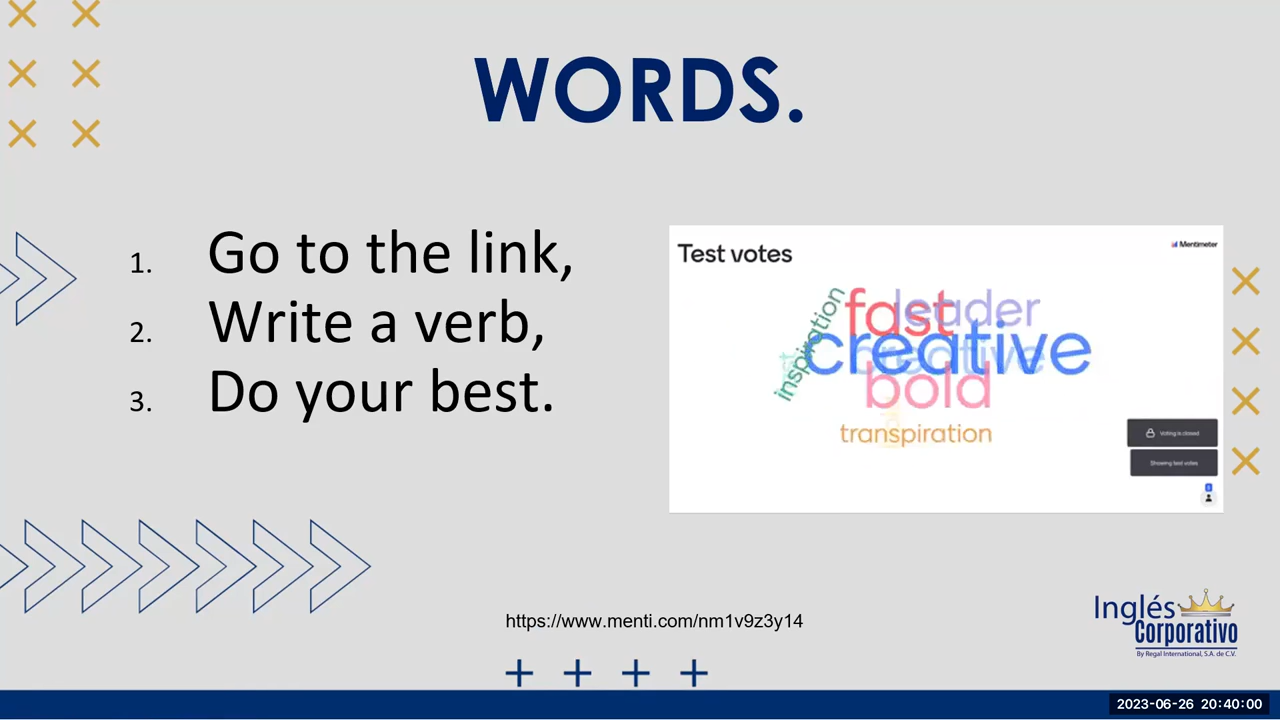 WORDS.
1. Go to the link,
2. Write a verb,
3. Do your best.
Test votes
Mentimeter
inspiration
fast
leader
creative
creative
bold
transpiration
Voting is closed
Showing test votes
https://www.menti.com/nm1v9z3y14
Inglés
Corporativo
By Regal International, S.A. de C.V.
2023-06-26 20:40:00